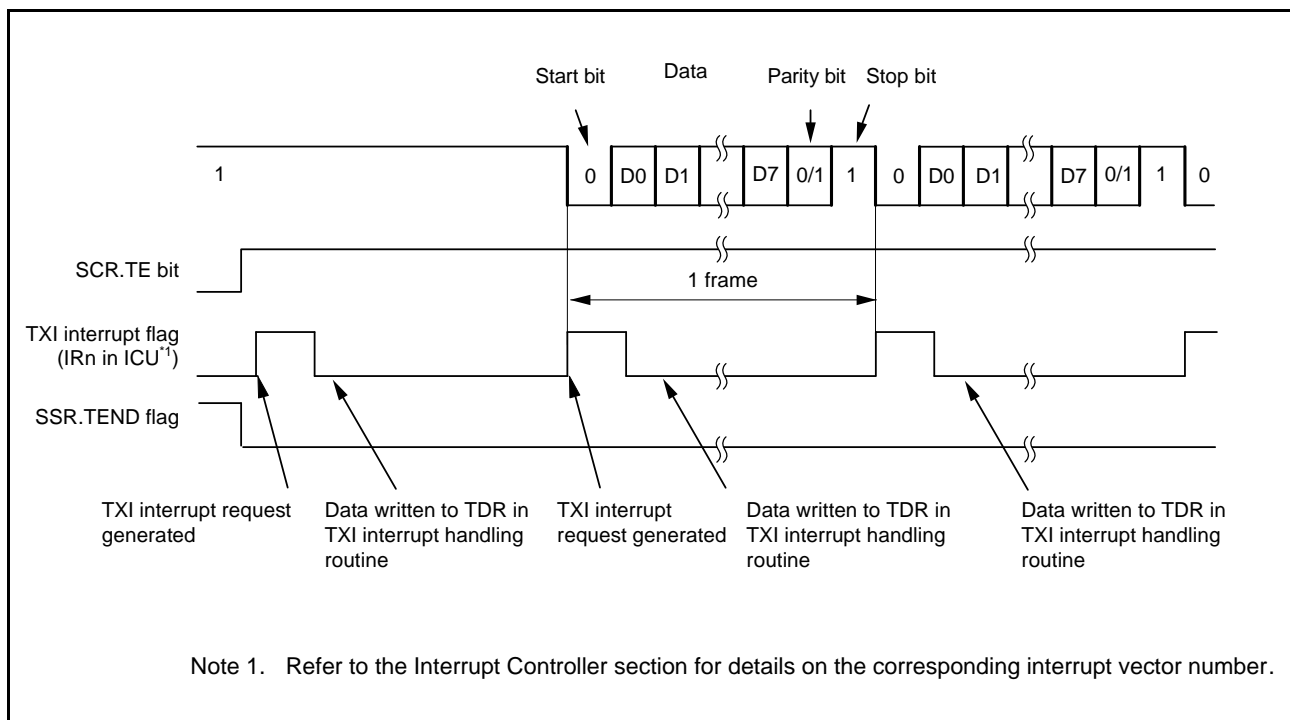 Start bit Data Parity bit Stop bit
1 0 D0 D1 D7 0/1 1 0 D0 D1 D7 0/1 1 0
SCR.TE bit
1 frame
TXI interrupt flag
(IRn in ICU*1)
SSR.TEND flag
TXI interrupt request
generated
Data written to TDR in
TXI interrupt handling
routine
TXI interrupt
request generated
Data written to TDR in
TXI interrupt handling
routine
Data written to TDR in
TXI interrupt handling
routine
Note 1. Refer to the Interrupt Controller section for details on the corresponding interrupt vector number.